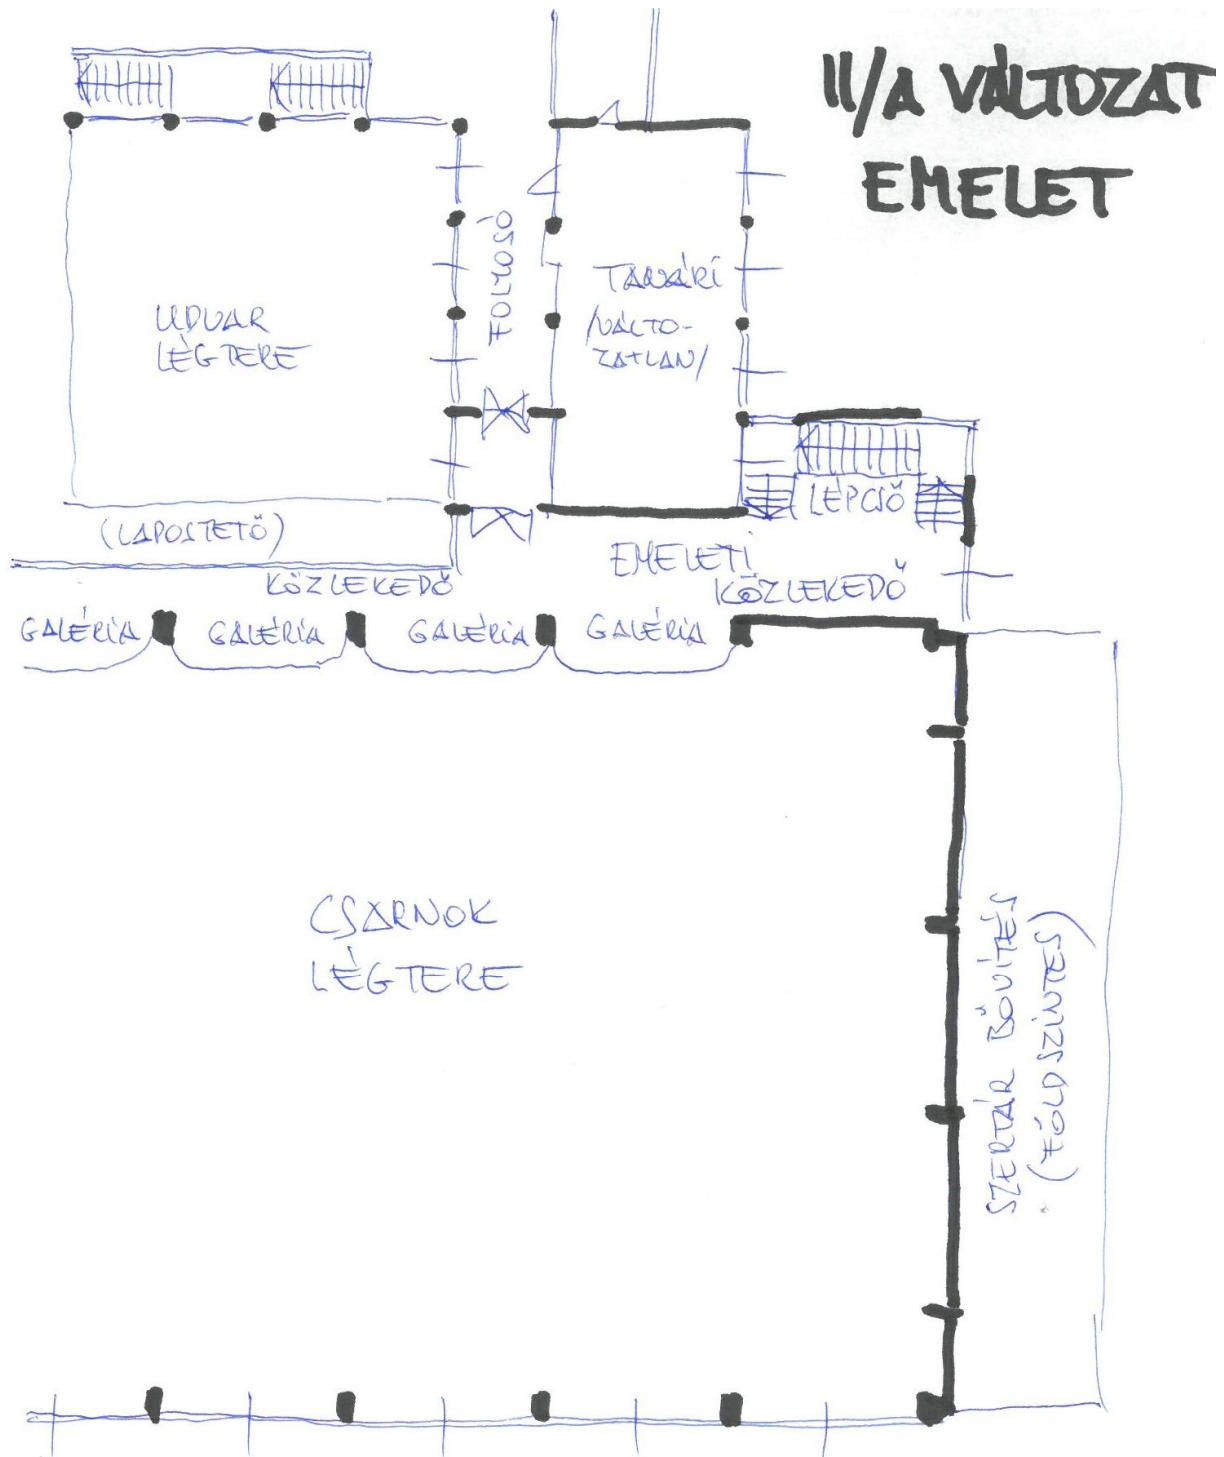 II/A VÁLTOZAT
EMELET
UDVAR
LÉGTERE
FOLYOSÓ
TANÁRI
/VÁLTO-
ZATLAN/
LÉPCSŐ
(LAPOSTETŐ)
EMELETI
KÖZLEKEDŐ
KÖZLEKEDŐ
GALÉRIA
GALÉRIA
GALÉRIA
GALÉRIA
CSARNOK
LÉGTERE
SZERTÁR BŐVÍTÉS
(FÖLDSZINTES)